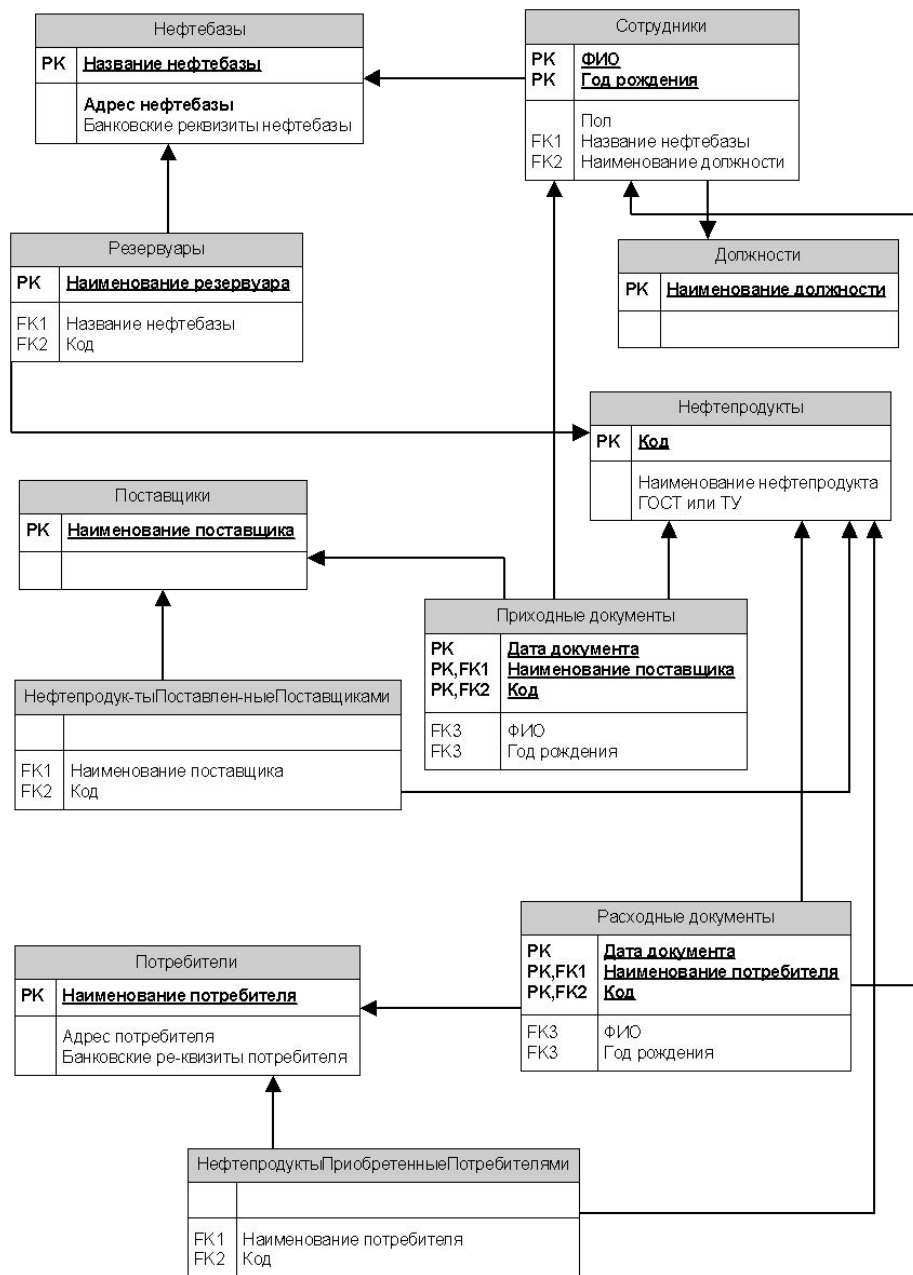 Нефтебазы
PK Название нефтебазы
Адрес нефтебазы
Банковские реквизиты нефтебазы
Сотрудники
PK ФИО
PK Год рождения
Пол
FK1 Название нефтебазы
FK2 Наименование должности
Резервуары
PK Наименование резервуара
FK1 Название нефтебазы
FK2 Код
Должности
PK Наименование должности
Нефтепродукты
PK Код
Наименование нефтепродукта
ГОСТ или ТУ
Поставщики
PK Наименование поставщика
Приходные документы
PK Дата документа
PK,FK1 Наименование поставщика
PK,FK2 Код
FK3 ФИО
FK3 Год рождения
Нефтепродук-тыПоставлен-ныеПоставщиками
FK1 Наименование поставщика
FK2 Код
Расходные документы
PK Дата документа
PK,FK1 Наименование потребителя
PK,FK2 Код
FK3 ФИО
FK3 Год рождения
Потребители
PK Наименование потребителя
Адрес потребителя
Банковские ре-квизиты потребителя
НефтепродуктыПриобретенныеПотребителями
FK1 Наименование потребителя
FK2 Код